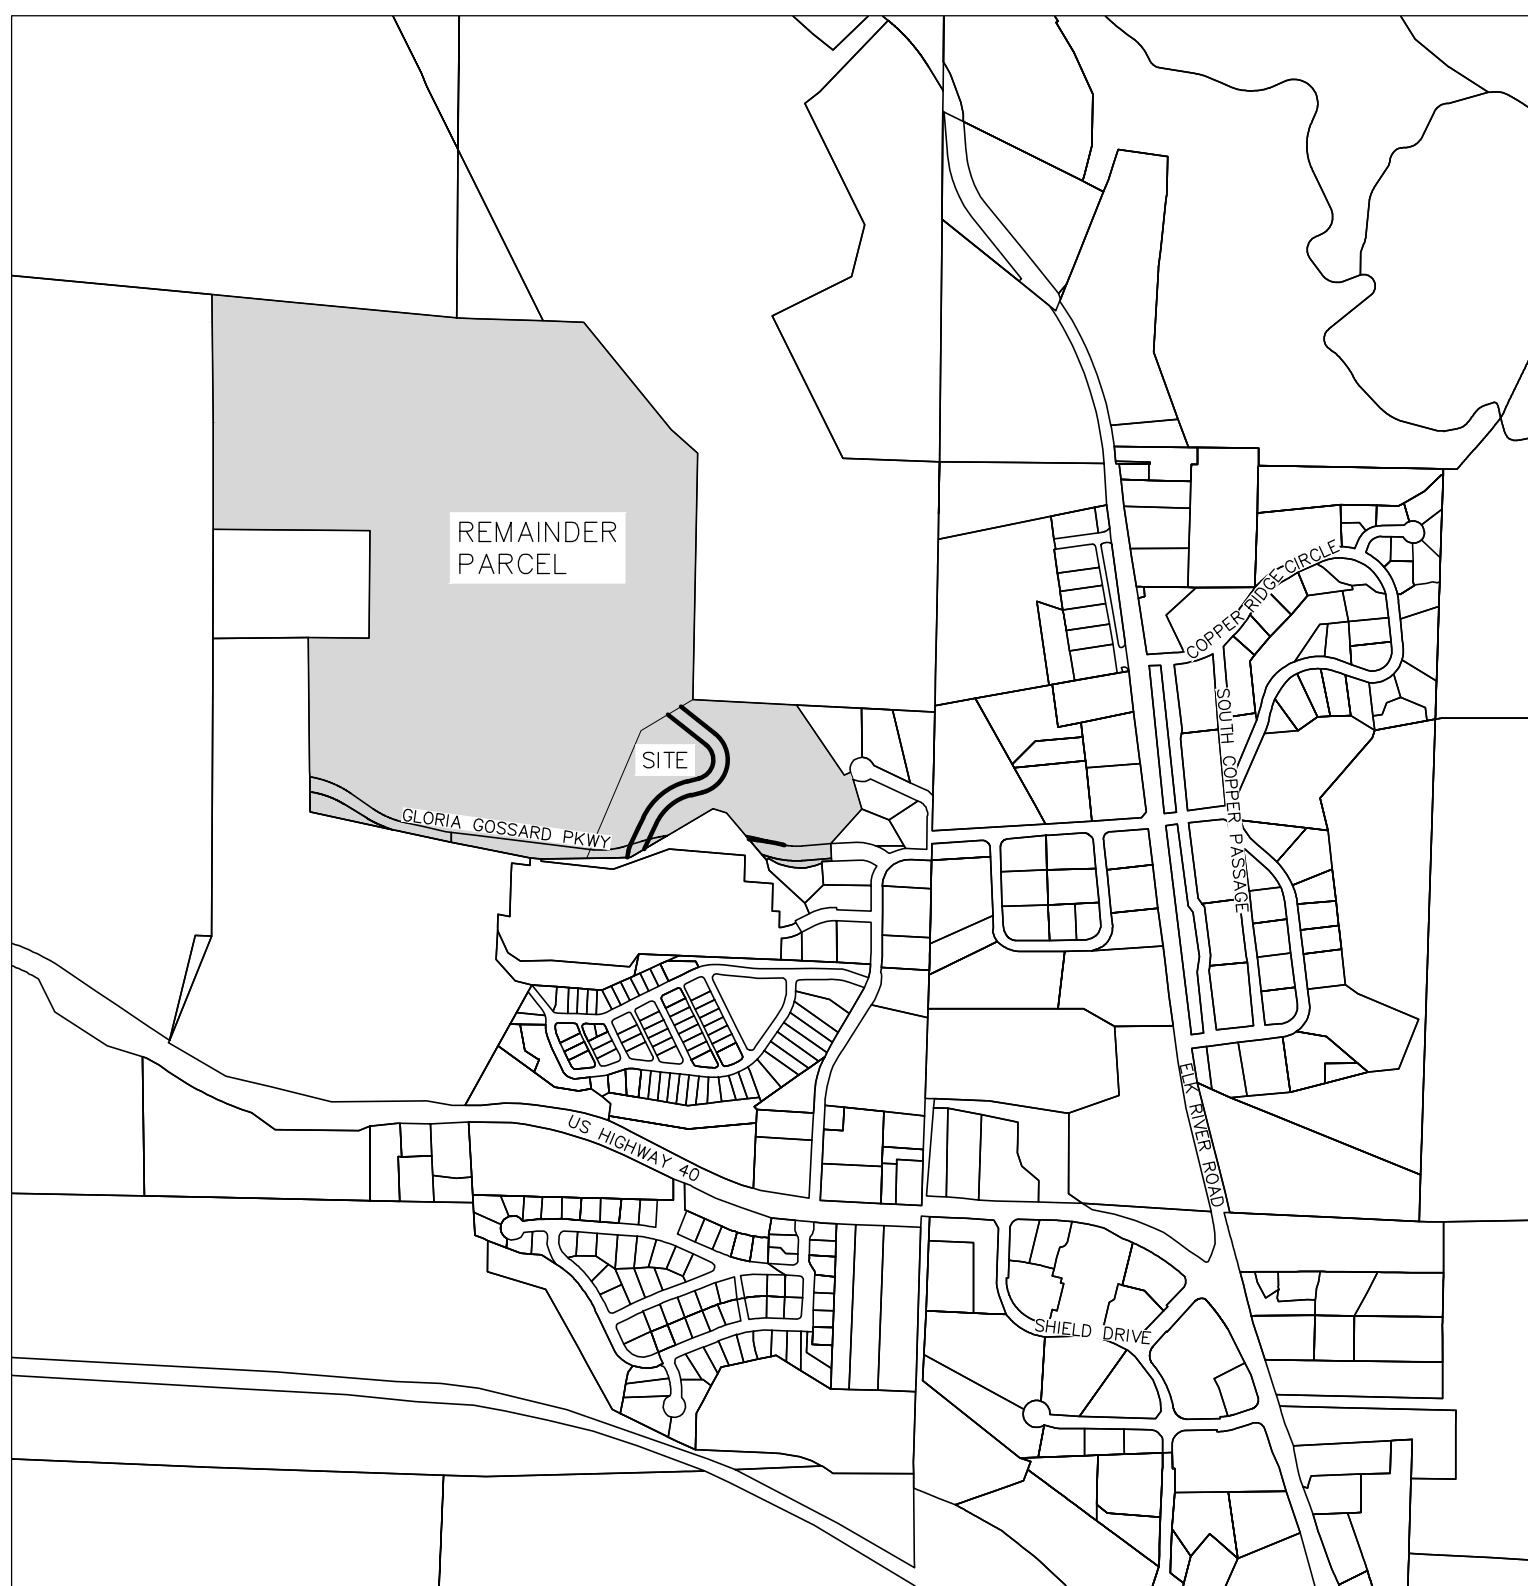 REMAINDER
PARCEL
SITE
GLORIA GOSSARD PKWY
COPPER RIDGE CIRCLE
SOUTH COPPER PASSAGE
ELK RIVER ROAD
US HIGHWAY 40
SHIELD DRIVE